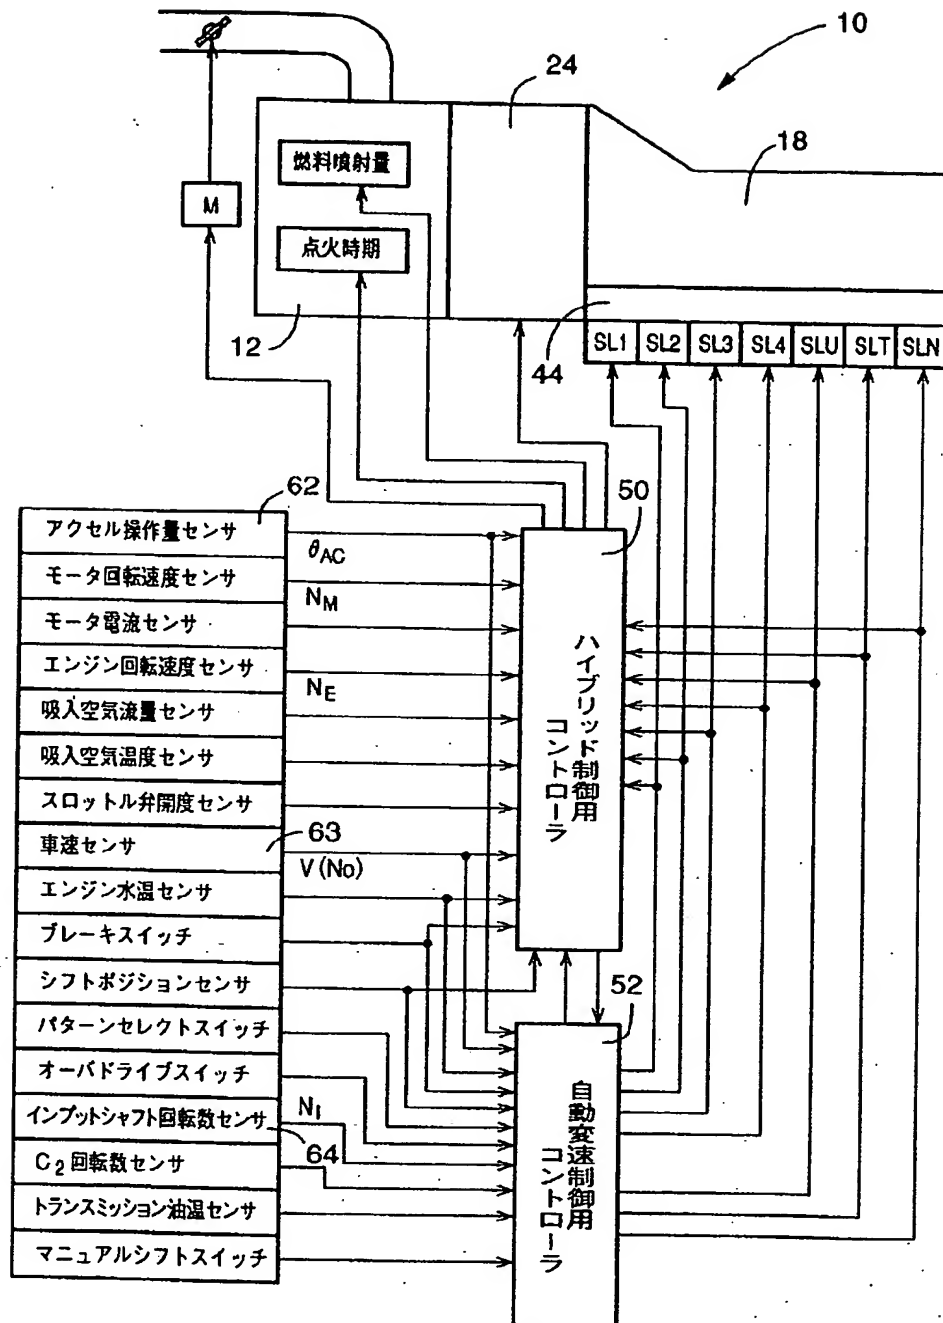 10
24
18
燃料噴射量
M
点火時期
12
44
SL1 SL2 SL3 SL4 SLU SLT SLN
62
50
アクセル操作量センサ
θAC
モータ回転速度センサ
NM
モータ電流センサ
エンジン回転速度センサ
NE
吸入空気流量センサ
吸入空気温度センサ
スロットル弁開度センサ
車速センサ
63
V(No)
エンジン水温センサ
ブレーキスイッチ
シフトポジションセンサ
パターンセレクトスイッチ
オーバドライブスイッチ
インプットシャフト回転数センサ
NI
64
C2回転数センサ
トランスミッション油温センサ
マニュアルシフトスイッチ
ハイブリッド制御用
コントローラ
52
自動変速制御用
コントローラ